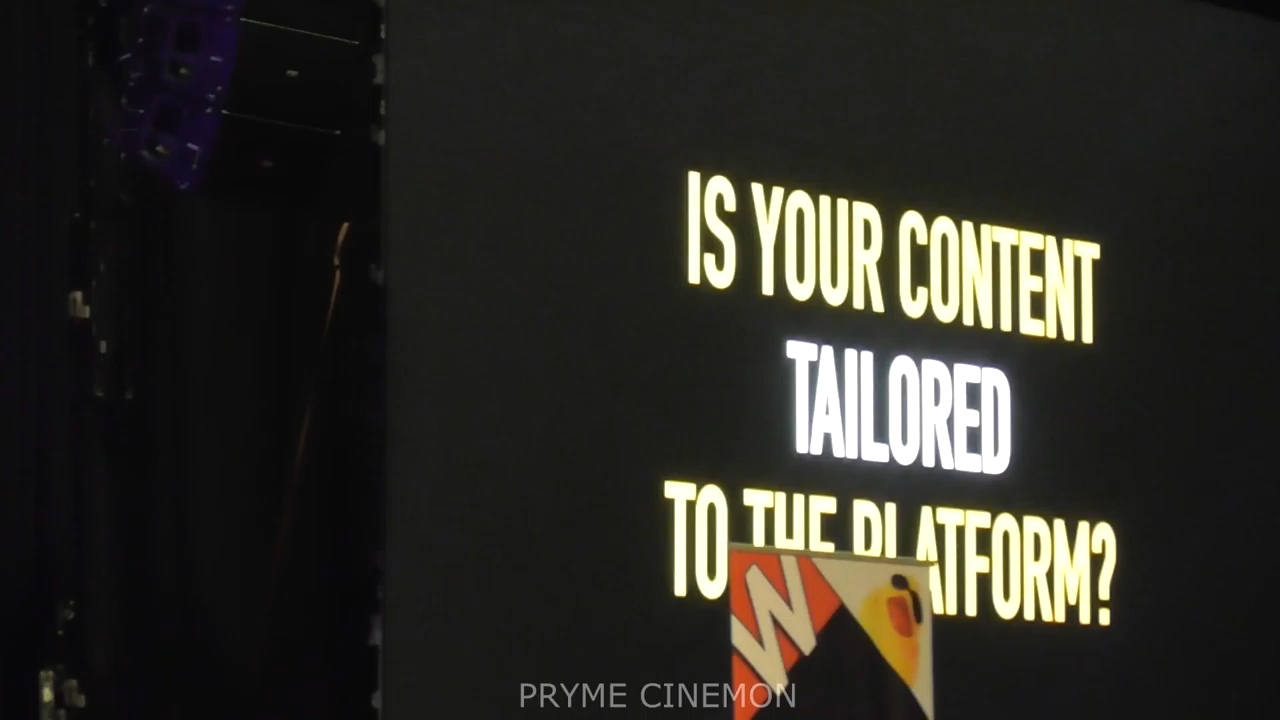 IS YOUR CONTENT
TAILORED
TO THE PLATFORM?
W
PRYME CINEMON